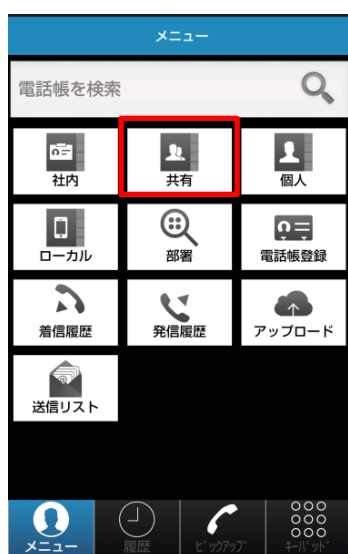 メニュー
電話帳を検索
社内
共有
個人
ローカル
部署
電話帳登録
着信履歴
発信履歴
アップロード
送信リスト
メニュー
履歴
ﾋﾟｯｸｱｯﾌﾟ
ｷｰﾊﾟｯﾄﾞ